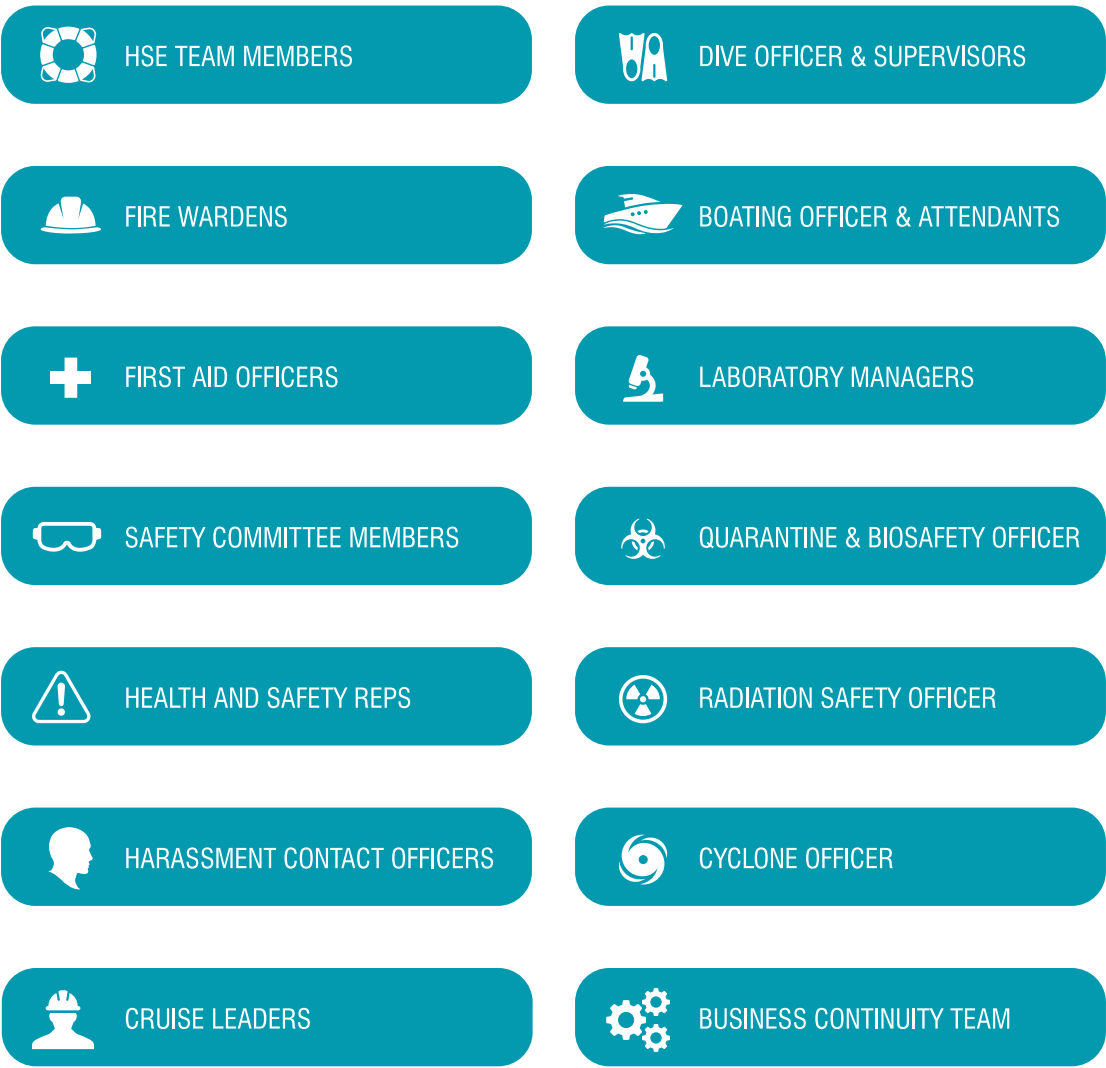 HSE TEAM MEMBERS
DIVE OFFICER & SUPERVISORS
FIRE WARDENS
BOATING OFFICER & ATTENDANTS
FIRST AID OFFICERS
LABORATORY MANAGERS
SAFETY COMMITTEE MEMBERS
QUARANTINE & BIOSAFETY OFFICER
HEALTH AND SAFETY REPS
RADIATION SAFETY OFFICER
HARASSMENT CONTACT OFFICERS
CYCLONE OFFICER
CRUISE LEADERS
BUSINESS CONTINUITY TEAM